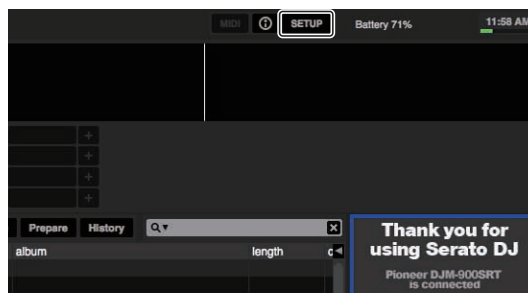 MIDI SETUP Battery 71% 11:58 AM
Prepare History
album length
Thank you for
using Serato DJ
Pioneer DJM-900SRT
is connected